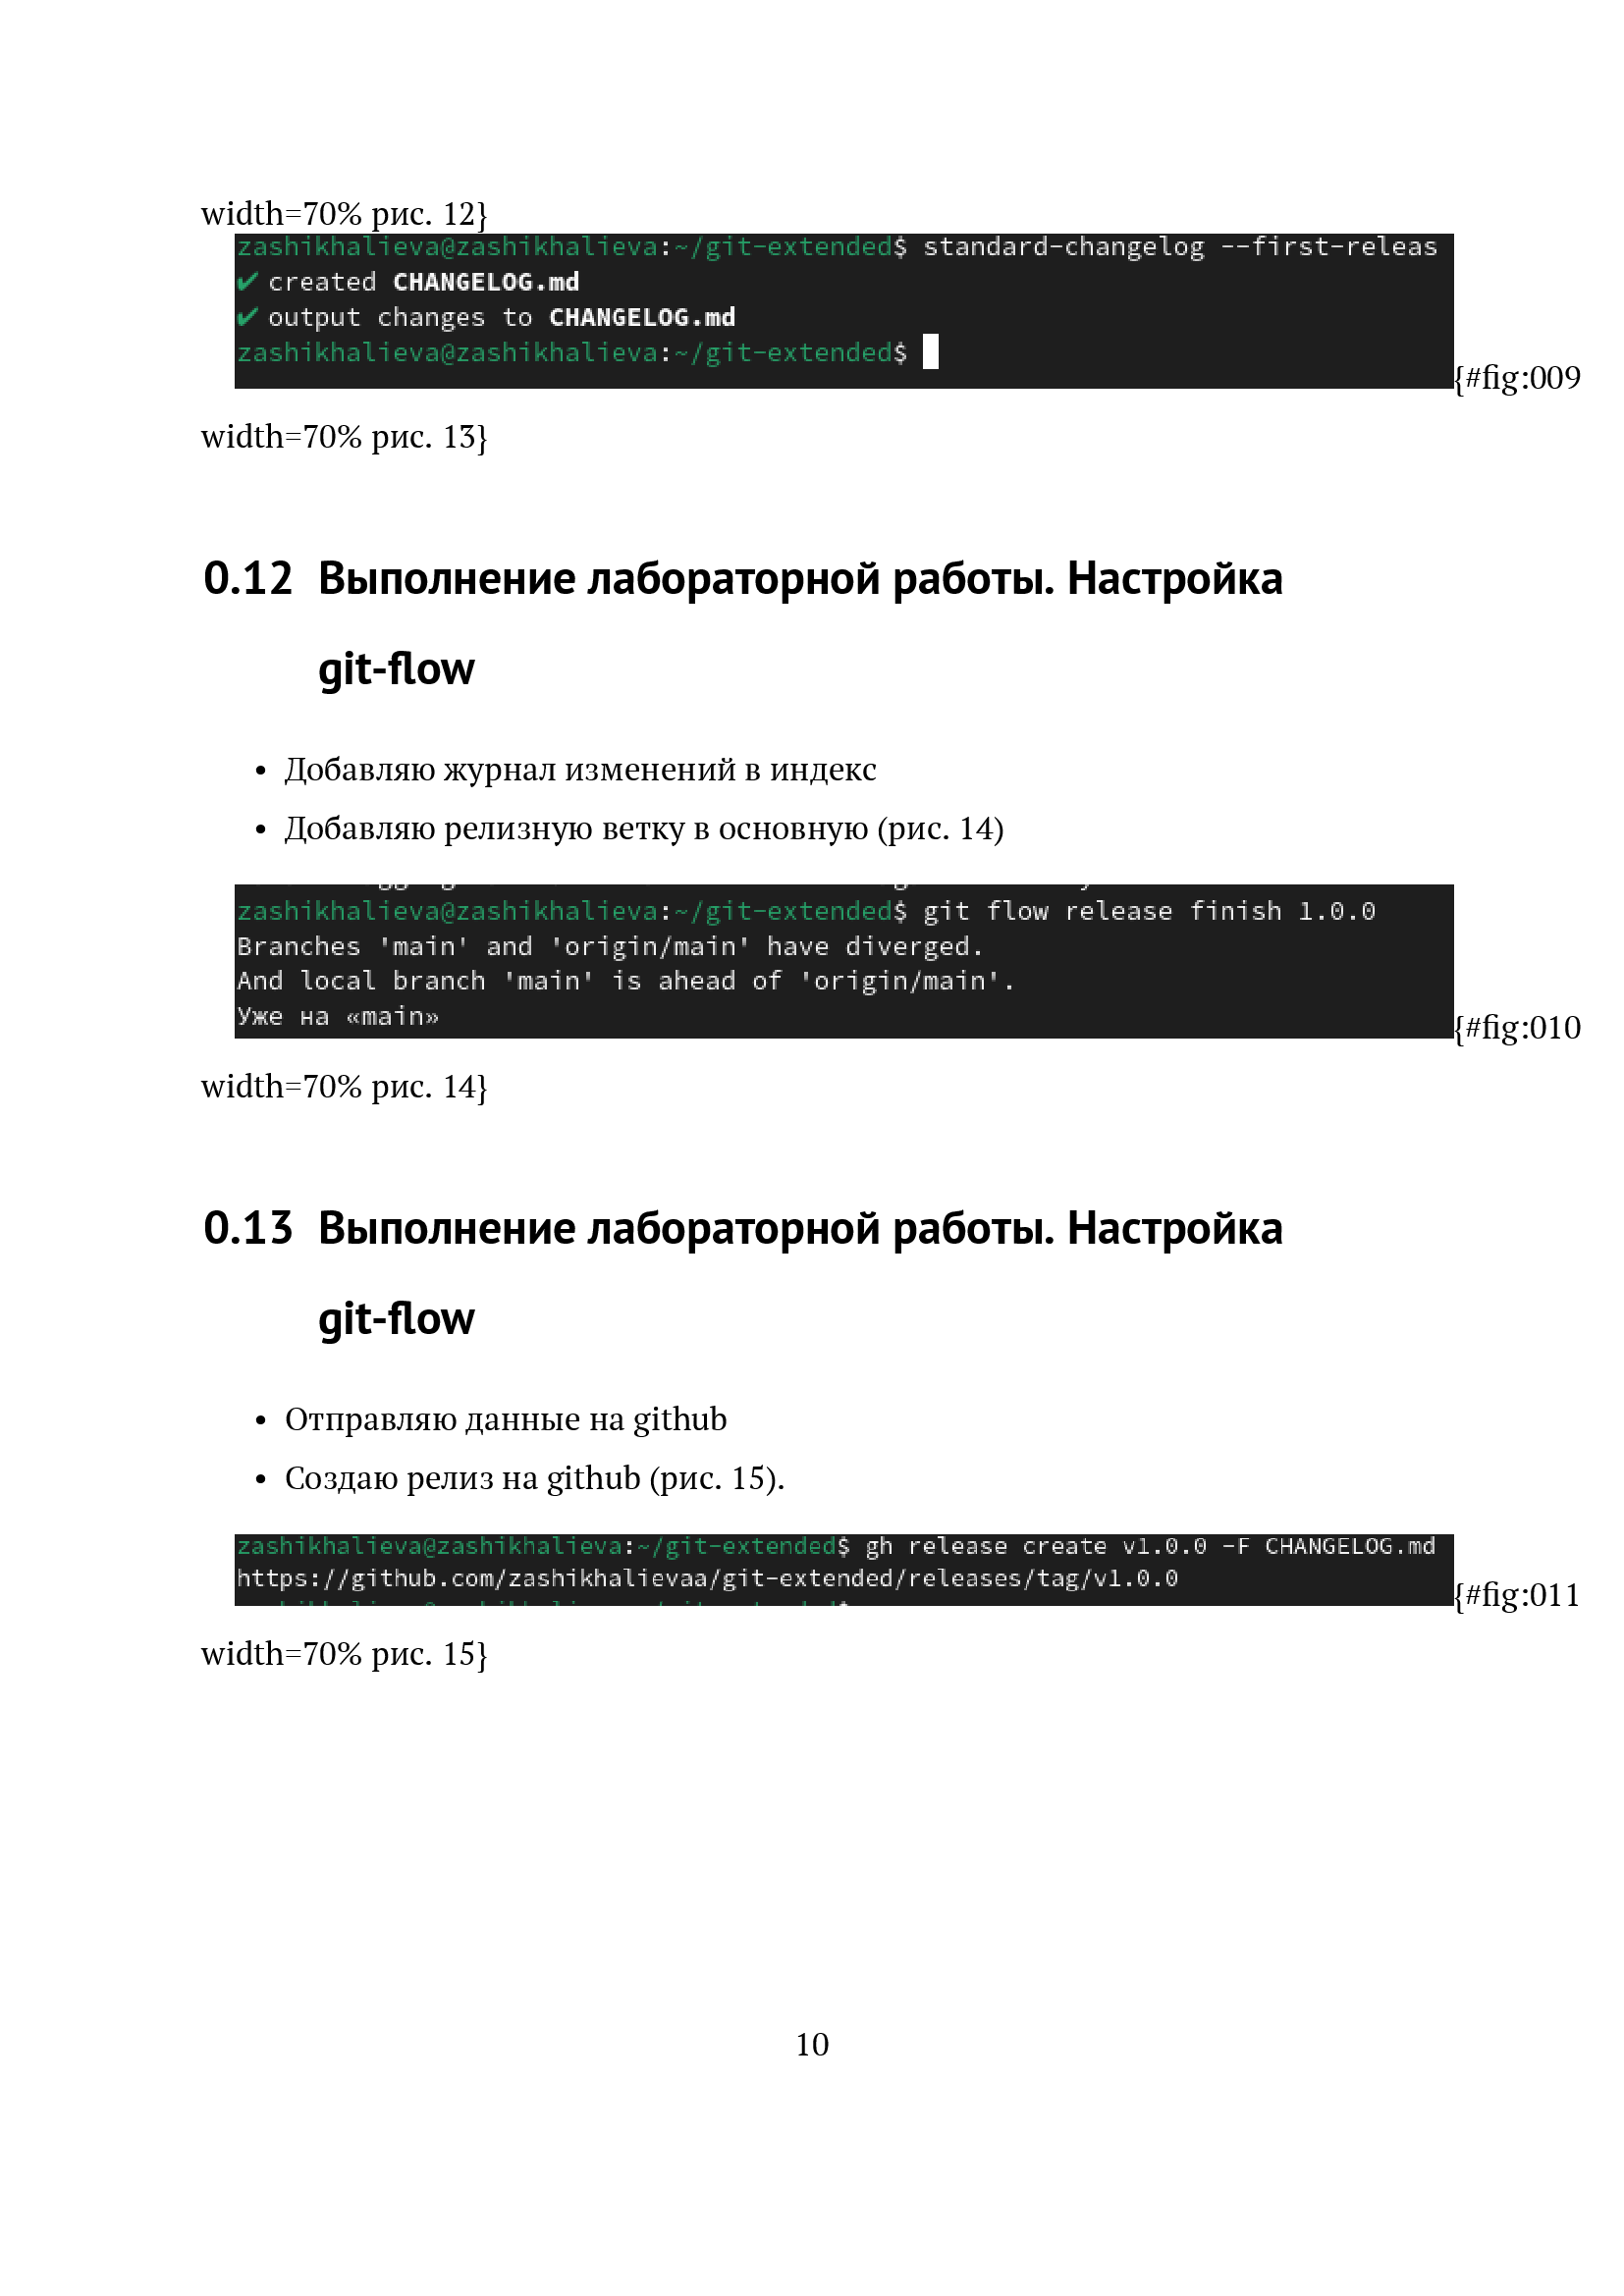 width=70% рис. 12}
zashikhalieva@zashikhalieva:~/git-extended$ standard-changelog --first-releas
✔ created CHANGELOG.md
✔ output changes to CHANGELOG.md
zashikhalieva@zashikhalieva:~/git-extended$
{#fig:009
width=70% рис. 13}
0.12 Выполнение лабораторной работы. Настройка
git-flow
• Добавляю журнал изменений в индекс
• Добавляю релизную ветку в основную (рис. 14)
zashikhalieva@zashikhalieva:~/git-extended$ git flow release finish 1.0.0
Branches 'main' and 'origin/main' have diverged.
And local branch 'main' is ahead of 'origin/main'.
Уже на «main»
{#fig:010
width=70% рис. 14}
0.13 Выполнение лабораторной работы. Настройка
git-flow
• Отправляю данные на github
• Создаю релиз на github (рис. 15).
zashikhalieva@zashikhalieva:~/git-extended$ gh release create v1.0.0 -F CHANGELOG.md
https://github.com/zashikhalievaa/git-extended/releases/tag/v1.0.0
{#fig:011
width=70% рис. 15}
10